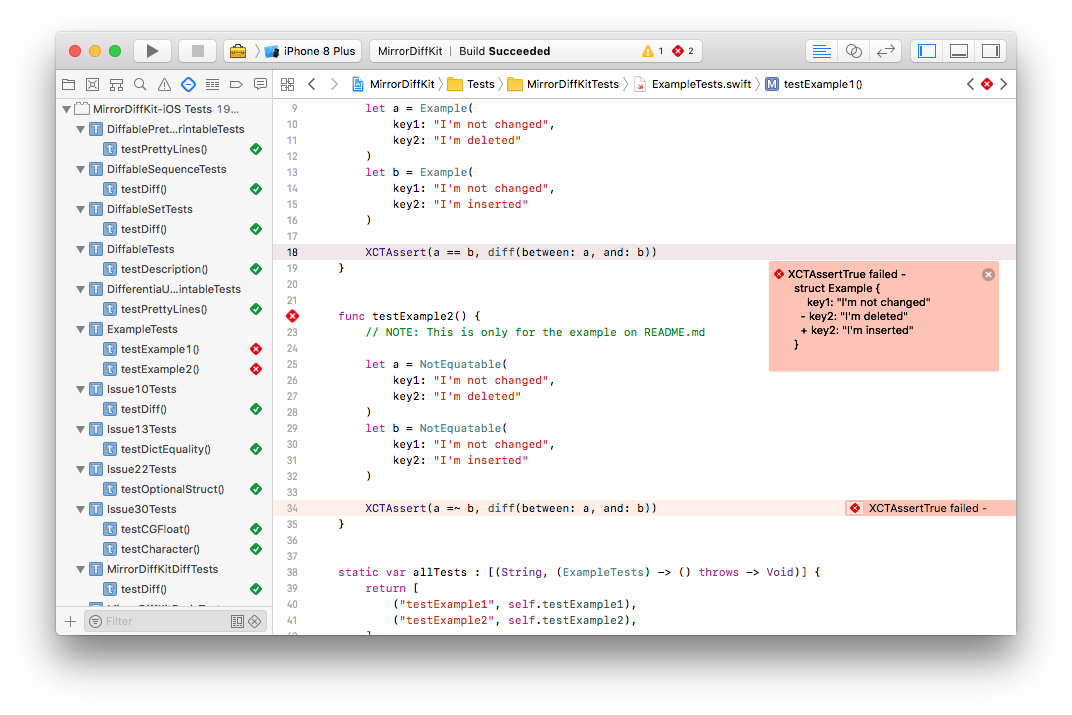 iPhone 8 Plus
MirrorDiffKit | Build Succeeded
1
2
MirrorDiffKit
Tests
MirrorDiffKitTests
ExampleTests.swift
M
testExample1()
MirrorDiffKit-iOS Tests 19...
T DiffablePret...rintableTests
t testPrettyLines()
T DiffableSequenceTests
t testDiff()
T DiffableSetTests
t testDiff()
T DiffableTests
t testDescription()
T DifferentiaU...intableTests
t testPrettyLines()
T ExampleTests
t testExample1()
t testExample2()
T Issue10Tests
t testDiff()
T Issue13Tests
t testDictEquality()
T Issue22Tests
t testOptionalStruct()
T Issue30Tests
t testCGFloat()
t testCharacter()
T MirrorDiffKitDiffTests
t testDiff()
Filter
9 let a = Example(
10 key1: "I'm not changed",
11 key2: "I'm deleted"
12 )
13 let b = Example(
14 key1: "I'm not changed",
15 key2: "I'm inserted"
16 )
17
18 XCTAssert(a == b, diff(between: a, and: b))
19 }
20
21
func testExample2() {
23 // NOTE: This is only for the example on README.md
24
25 let a = NotEquatable(
26 key1: "I'm not changed",
27 key2: "I'm deleted"
28 )
29 let b = NotEquatable(
30 key1: "I'm not changed",
31 key2: "I'm inserted"
32 )
33
34 XCTAssert(a =~ b, diff(between: a, and: b))
35 }
36
37
38 static var allTests : [(String, (ExampleTests) -> () throws -> Void)] {
39 return [
40 ("testExample1", self.testExample1),
41 ("testExample2", self.testExample2),
XCTAssertTrue failed -
struct Example {
key1: "I'm not changed"
- key2: "I'm deleted"
+ key2: "I'm inserted"
}
XCTAssertTrue failed -